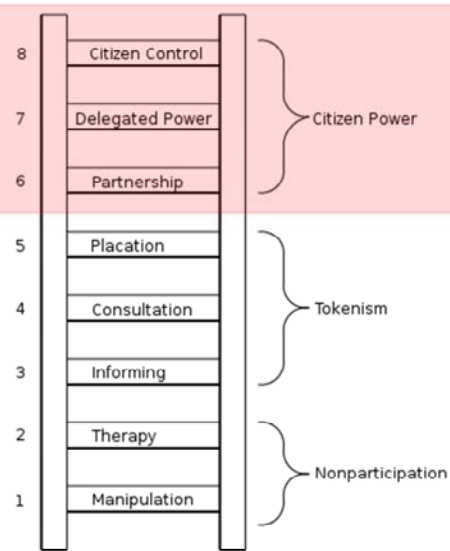 8 Citizen Control
7 Delegated Power Citizen Power
6 Partnership
5 Placation
4 Consultation Tokenism
3 Informing
2 Therapy
Nonparticipation
1 Manipulation